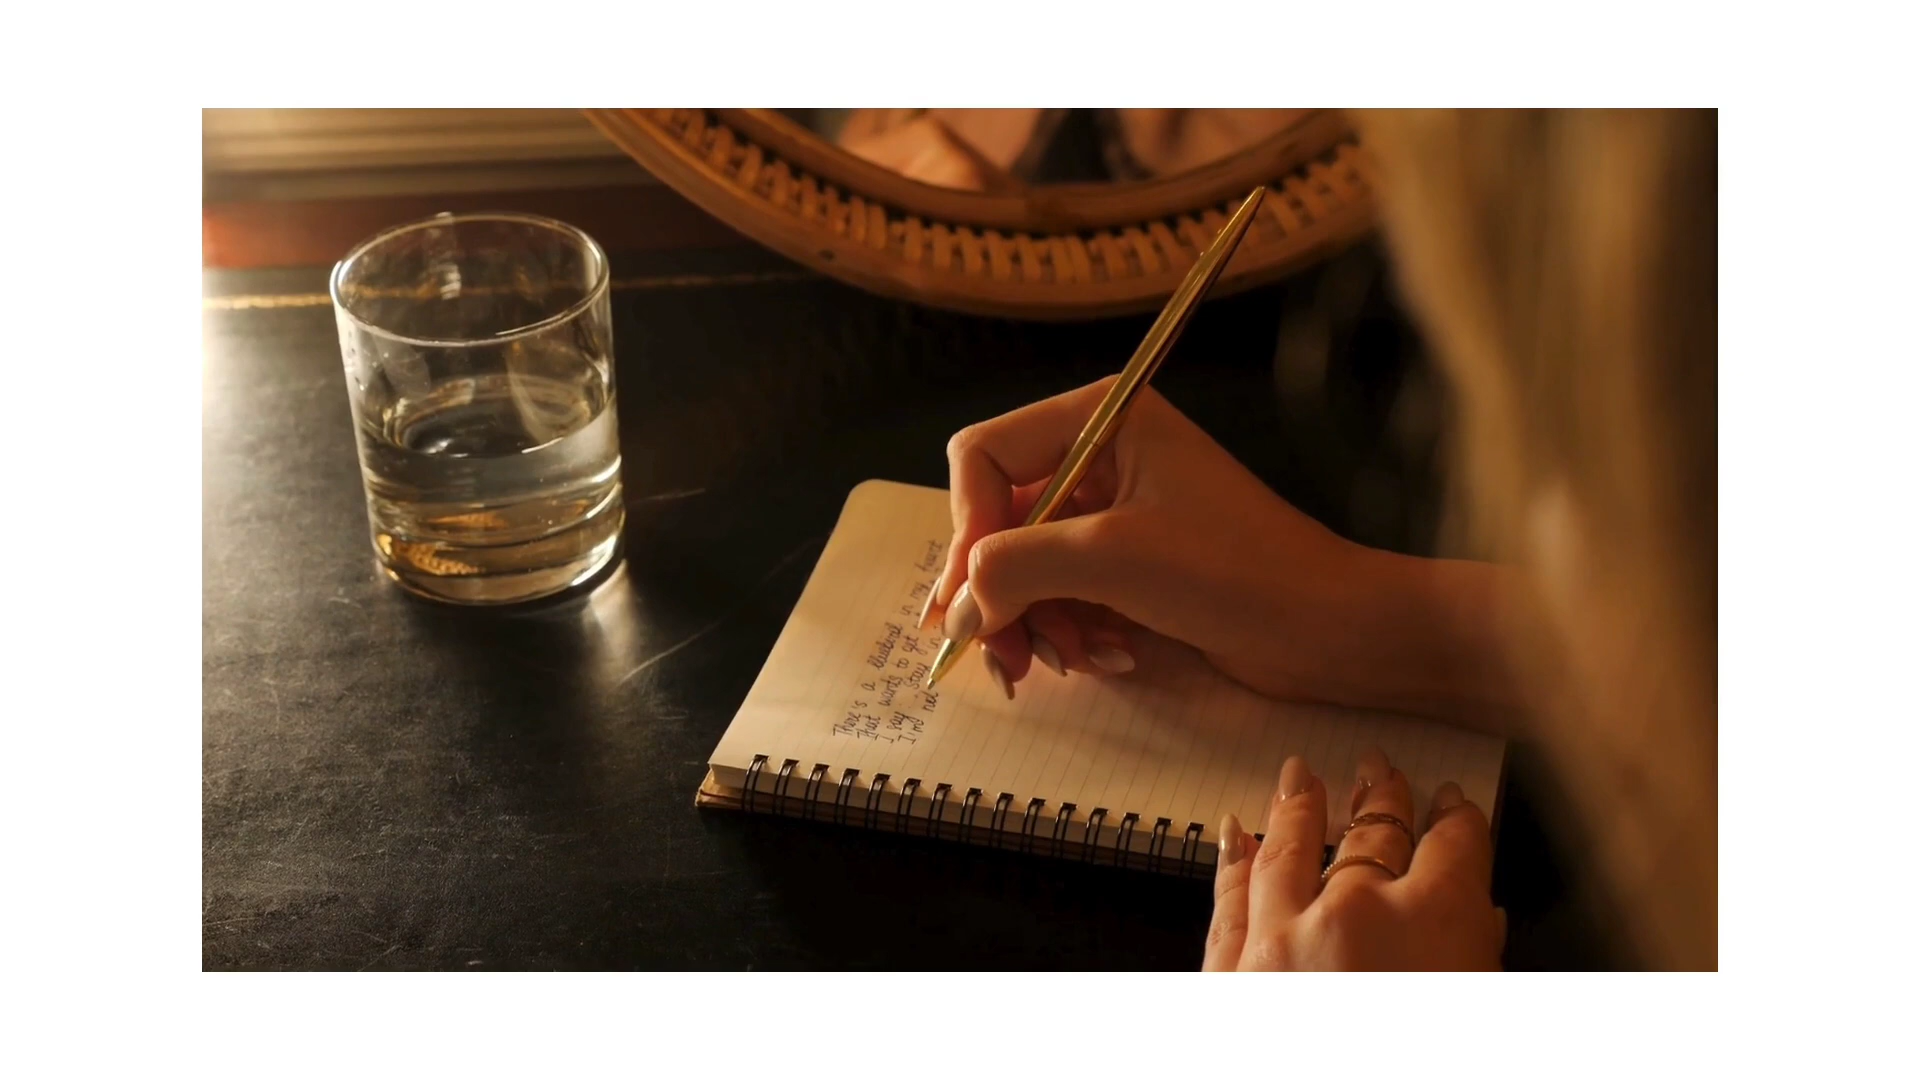 There's a bluebird in my heart
That wants to get
I say, Stay in
I'm not